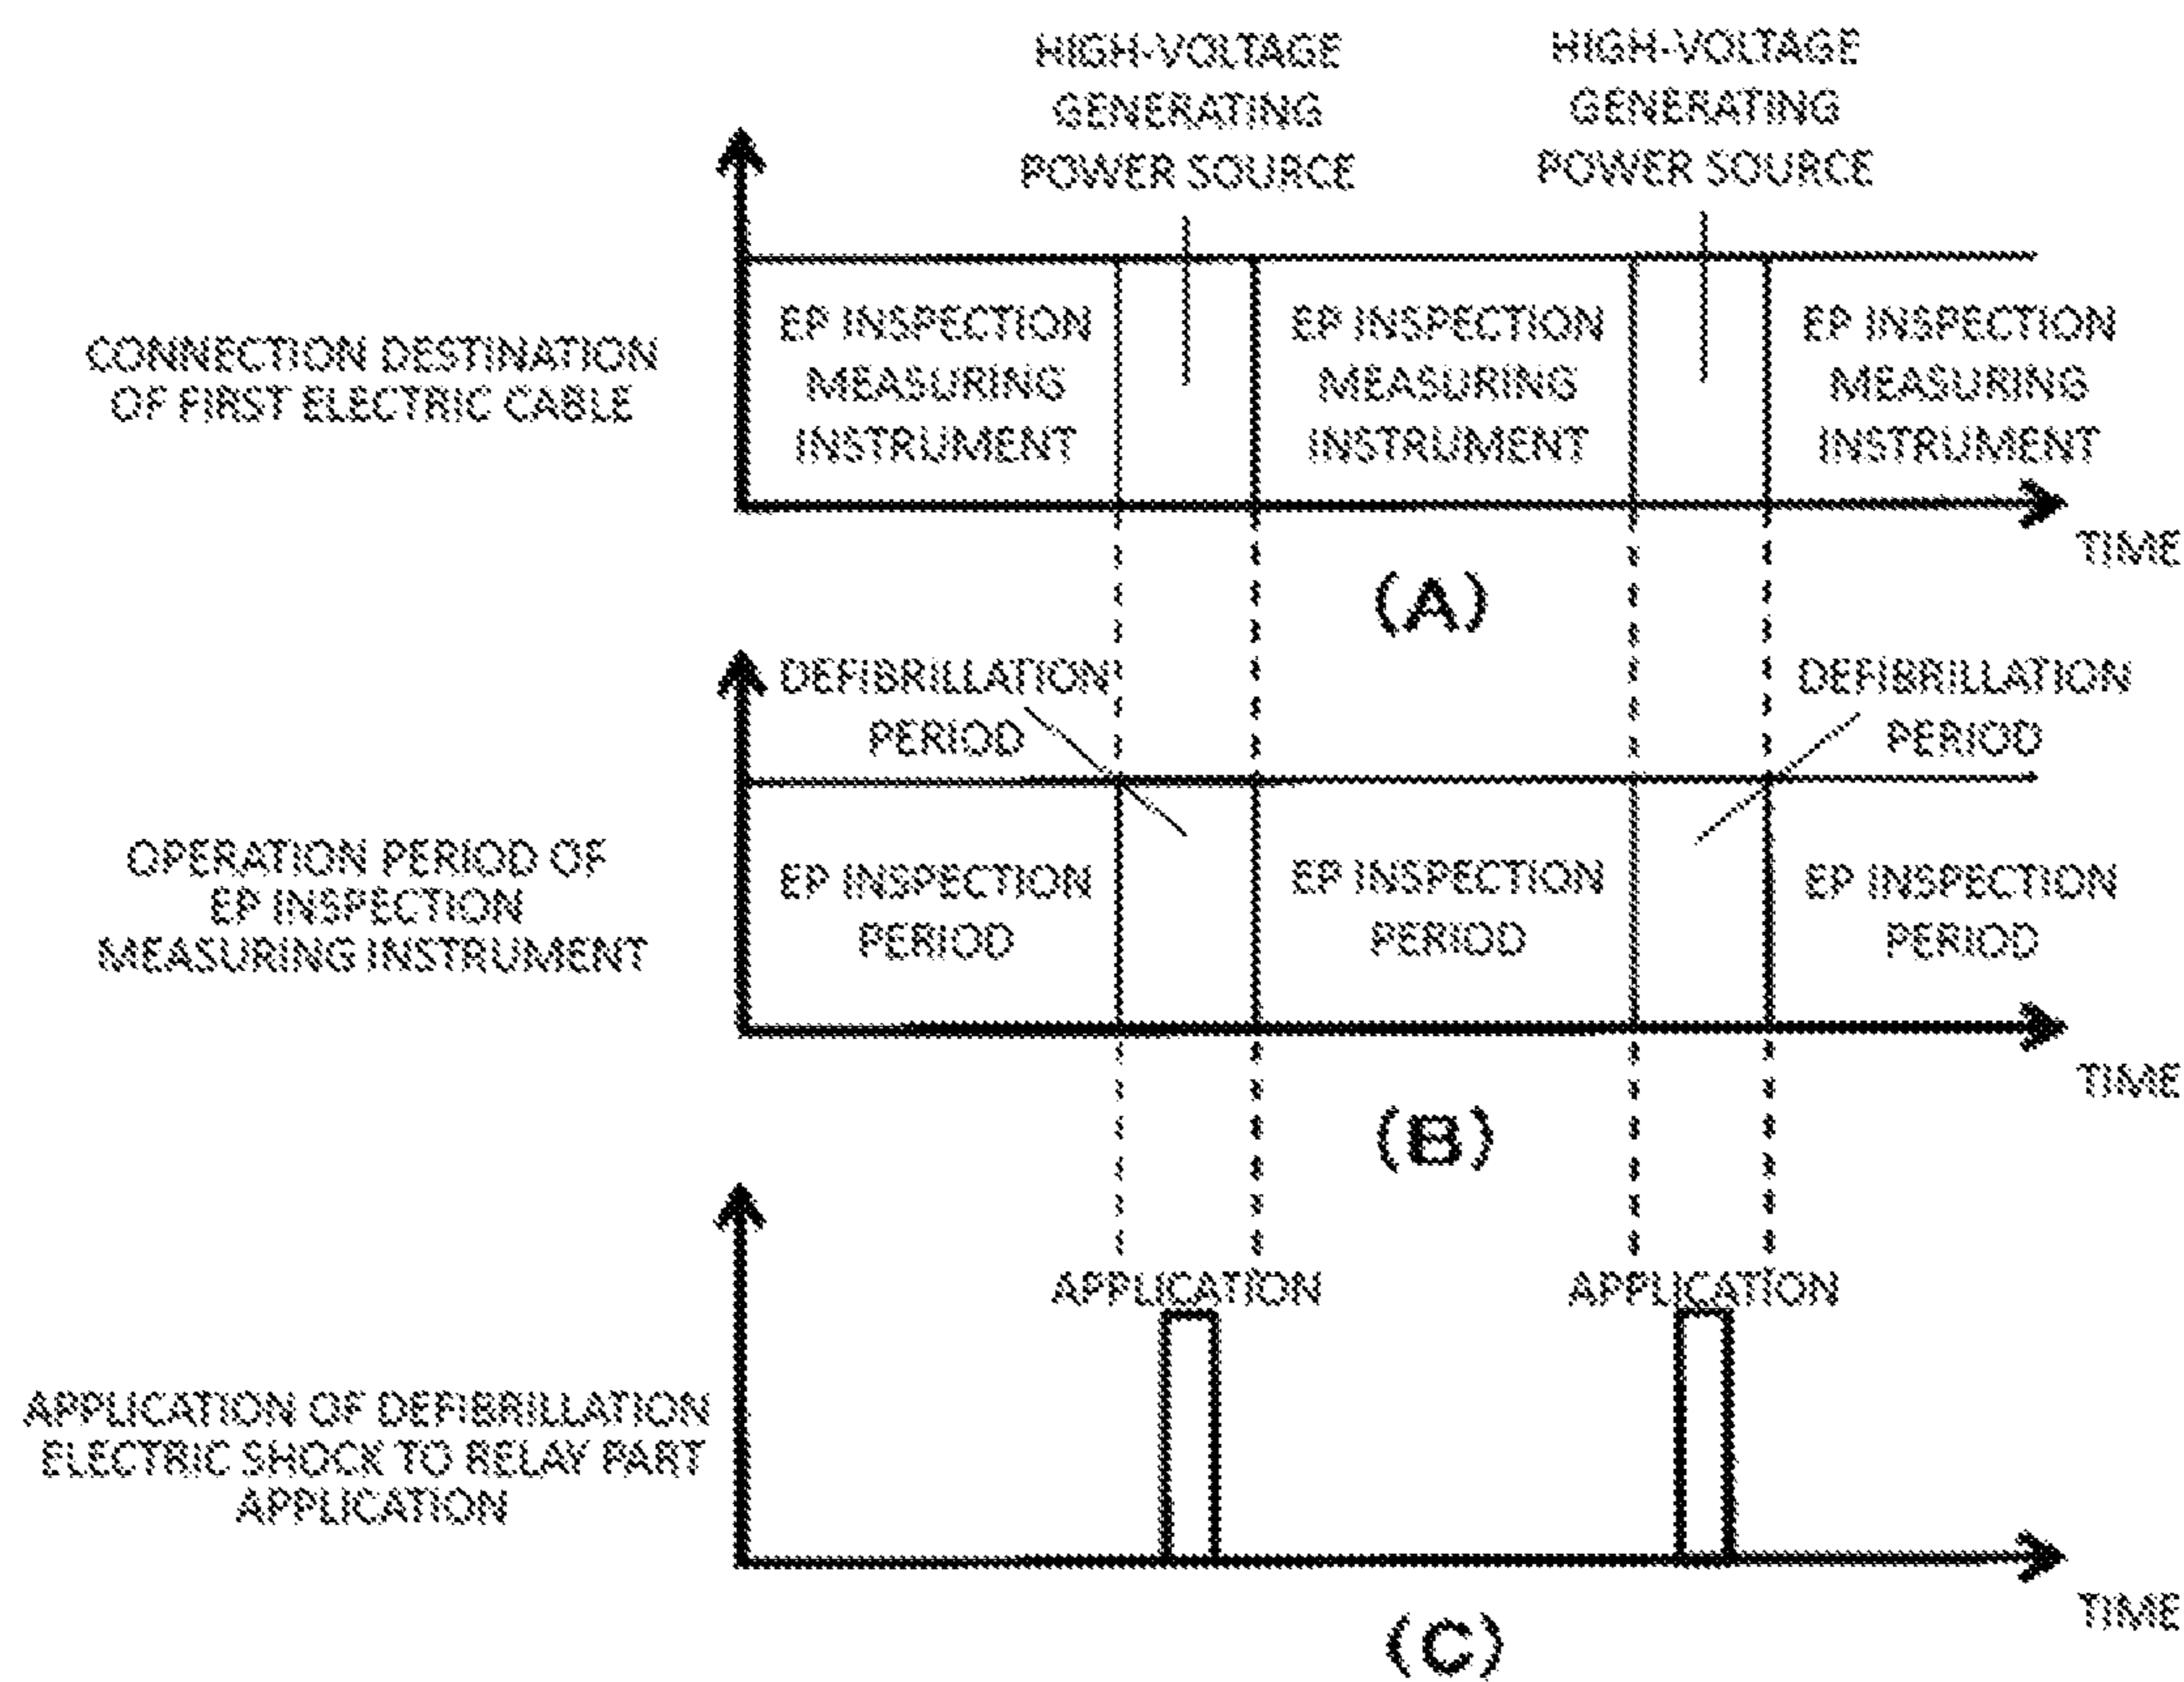 HIGH-VOLTAGE
GENERATING
POWER SOURCE
HIGH-VOLTAGE
GENERATING
POWER SOURCE
CONNECTION DESTINATION
OF FIRST ELECTRIC CABLE
EP INSPECTION
MEASURING
INSTRUMENT
EP INSPECTION
MEASURING
INSTRUMENT
EP INSPECTION
MEASURING
INSTRUMENT
TIME
(A)
DEFIBRILLATION
PERIOD
DEFIBRILLATION
PERIOD
OPERATION PERIOD OF
EP INSPECTION
MEASURING INSTRUMENT
EP INSPECTION
PERIOD
EP INSPECTION
PERIOD
EP INSPECTION
PERIOD
TIME
(B)
APPLICATION
APPLICATION
APPLICATION OF DEFIBRILLATION
ELECTRIC SHOCK TO RELAY PART
APPLICATION
TIME
(C)